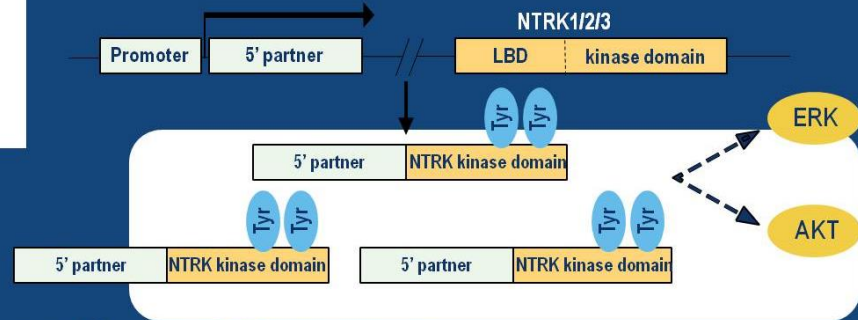 NTRK1/2/3
Promoter
5' partner
LBD
kinase domain
Tyr
Tyr
ERK
5' partner
NTRK kinase domain
Tyr
Tyr
Tyr
Tyr
AKT
5' partner
NTRK kinase domain
5' partner
NTRK kinase domain